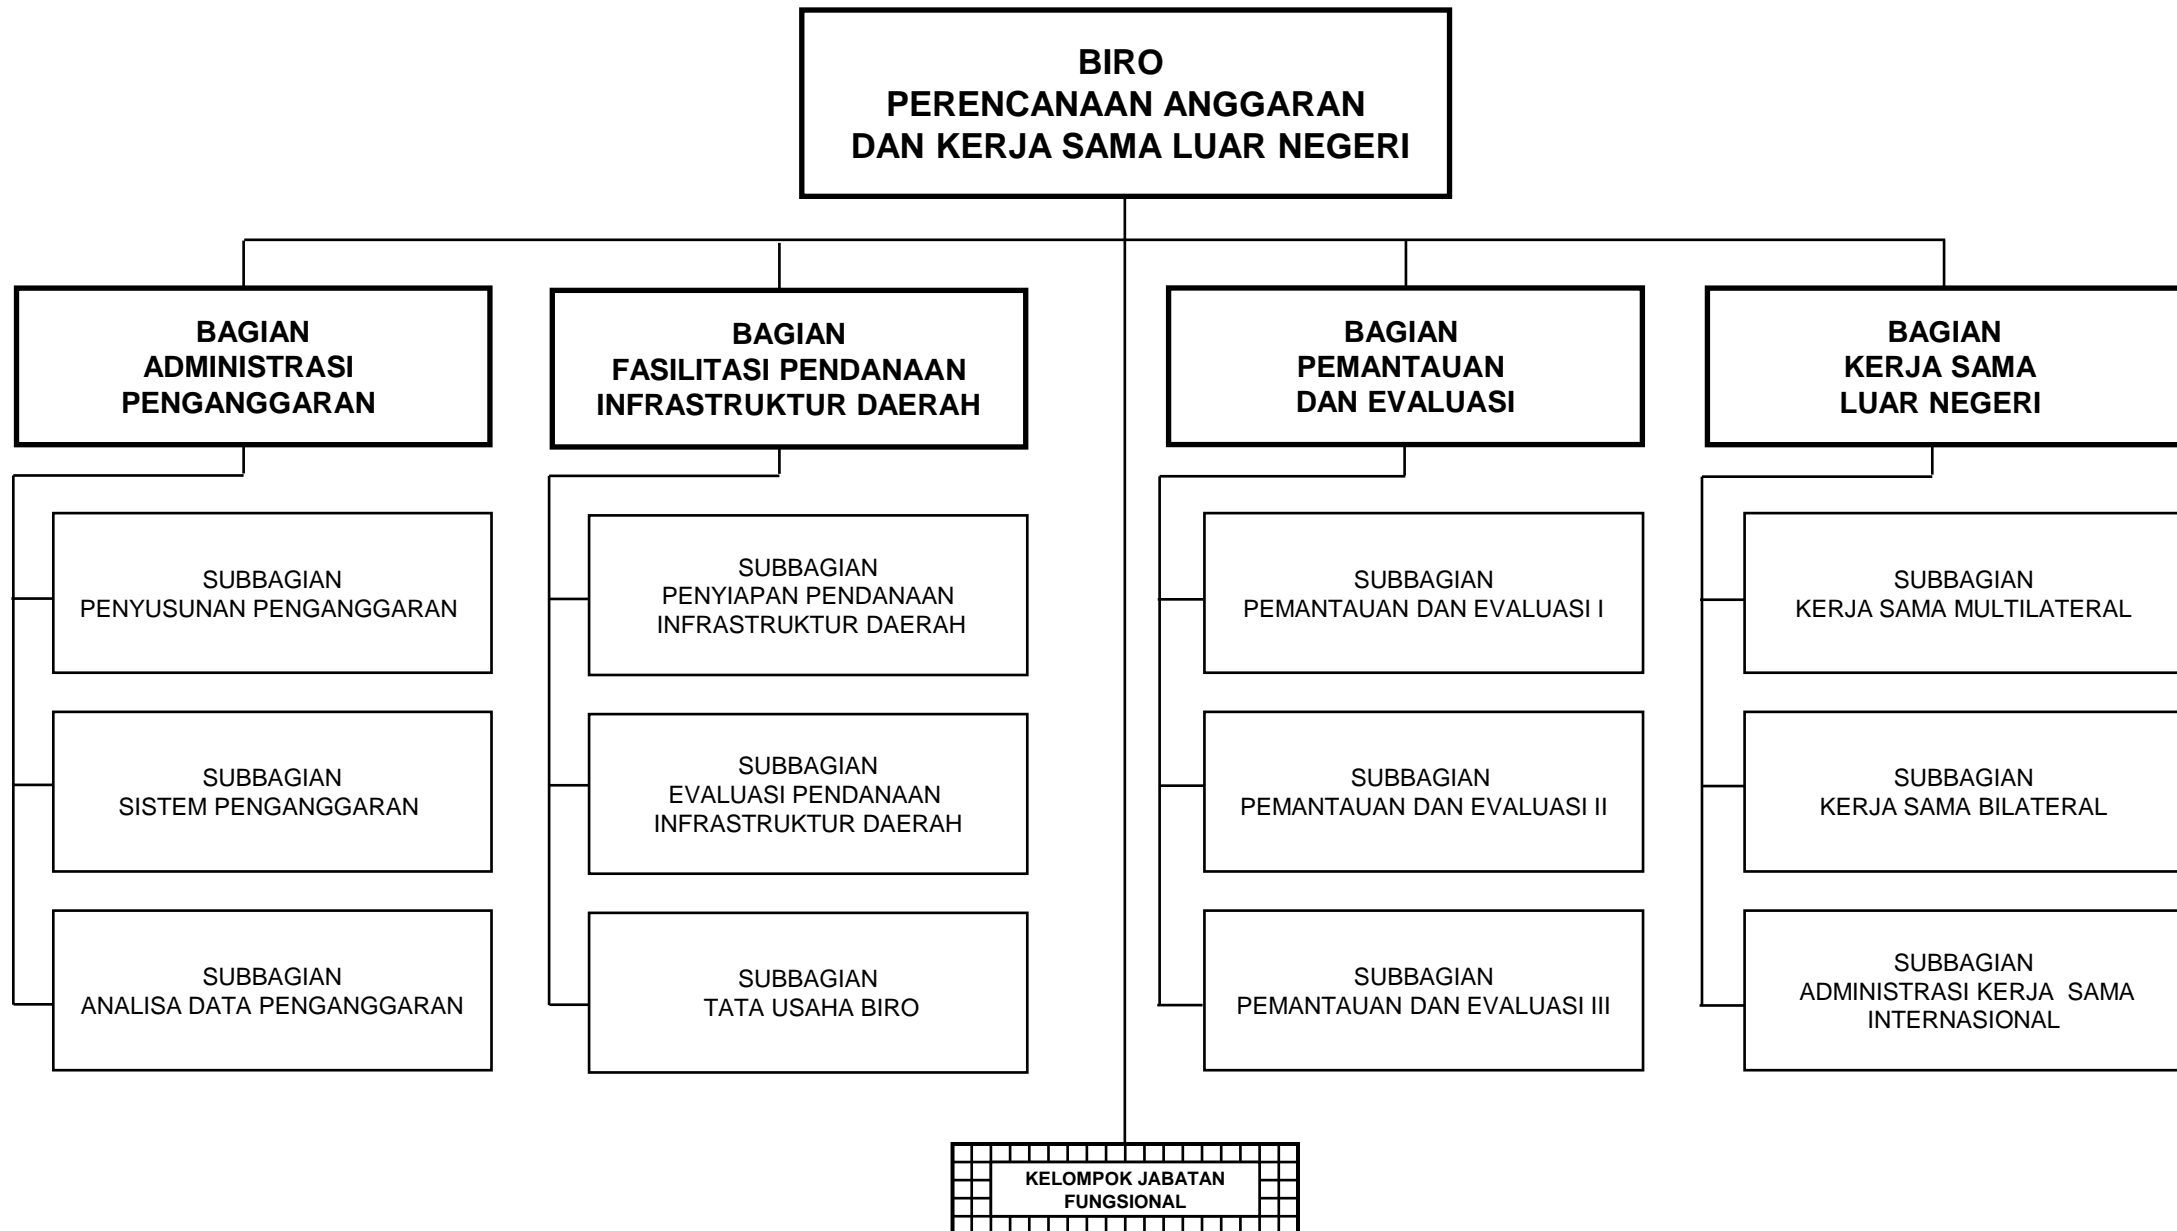 BIRO
PERENCANAAN ANGGARAN
DAN KERJA SAMA LUAR NEGERI
BAGIAN
ADMINISTRASI
PENGANGGARAN
BAGIAN
FASILITASI PENDANAAN
INFRASTRUKTUR DAERAH
BAGIAN
PEMANTAUAN
DAN EVALUASI
BAGIAN
KERJA SAMA
LUAR NEGERI
SUBBAGIAN
PENYUSUNAN PENGANGGARAN
SUBBAGIAN
PENYIAPAN PENDANAAN
INFRASTRUKTUR DAERAH
SUBBAGIAN
PEMANTAUAN DAN EVALUASI I
SUBBAGIAN
KERJA SAMA MULTILATERAL
SUBBAGIAN
SISTEM PENGANGGARAN
SUBBAGIAN
EVALUASI PENDANAAN
INFRASTRUKTUR DAERAH
SUBBAGIAN
PEMANTAUAN DAN EVALUASI II
SUBBAGIAN
KERJA SAMA BILATERAL
SUBBAGIAN
ANALISA DATA PENGANGGARAN
SUBBAGIAN
TATA USAHA BIRO
SUBBAGIAN
PEMANTAUAN DAN EVALUASI III
SUBBAGIAN
ADMINISTRASI KERJA  SAMA
INTERNASIONAL
KELOMPOK JABATAN
FUNGSIONAL